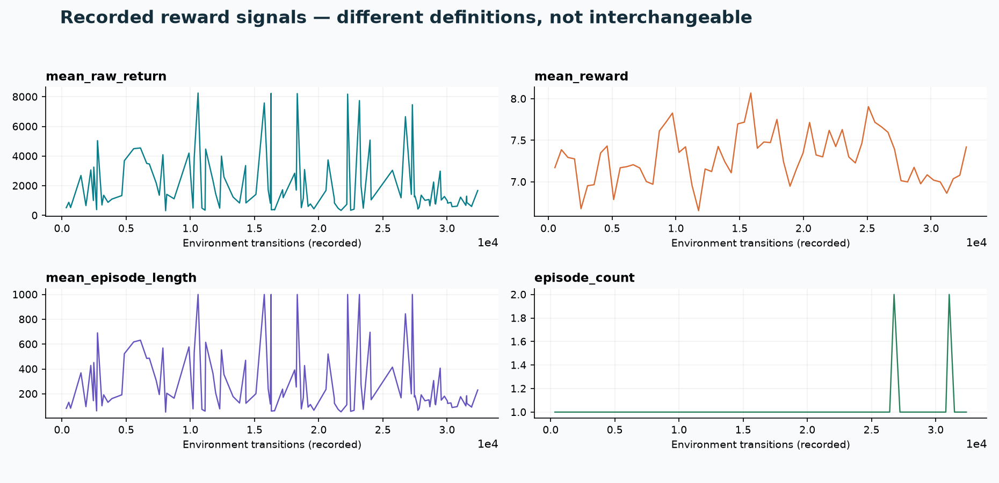 Recorded reward signals — different definitions, not interchangeable
mean_raw_return
8000
6000
4000
2000
0
0.0 0.5 1.0 1.5 2.0 2.5 3.0
Environment transitions (recorded) 1e4
mean_reward
8.0
7.5
7.0
0.0 0.5 1.0 1.5 2.0 2.5 3.0
Environment transitions (recorded) 1e4
mean_episode_length
1000
800
600
400
200
0.0 0.5 1.0 1.5 2.0 2.5 3.0
Environment transitions (recorded) 1e4
episode_count
2.0
1.8
1.6
1.4
1.2
1.0
0.0 0.5 1.0 1.5 2.0 2.5 3.0
Environment transitions (recorded) 1e4